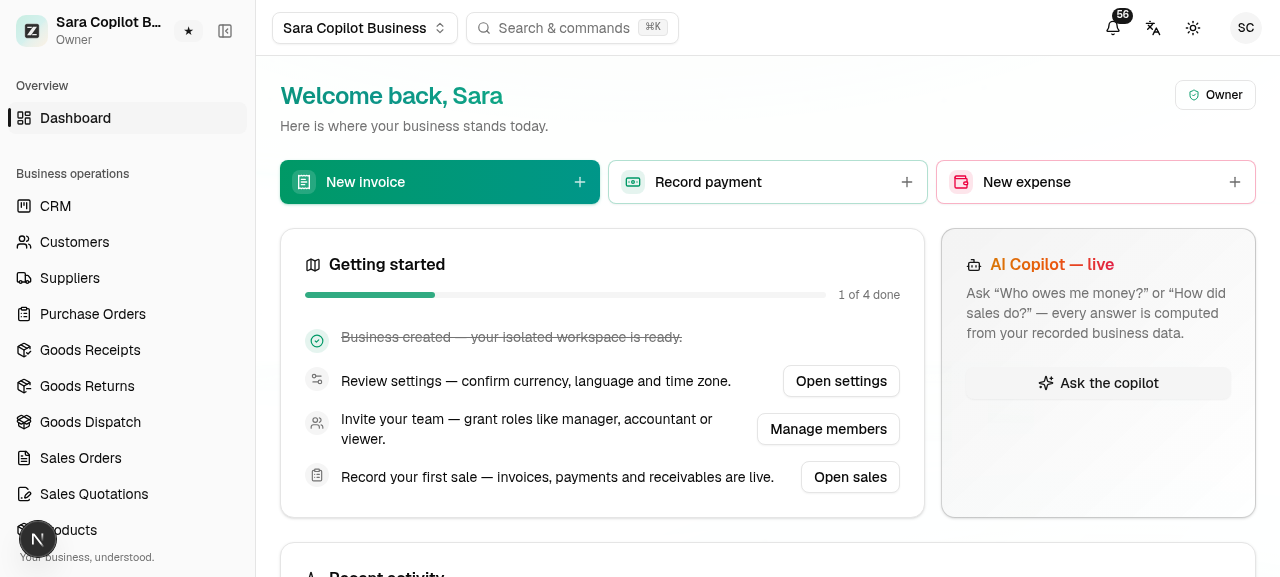 Sara Copilot B...
Owner
Overview
Dashboard
Business operations
CRM
Customers
Suppliers
Purchase Orders
Goods Receipts
Goods Returns
Goods Dispatch
Sales Orders
Sales Quotations
Your business, understood.
Sara Copilot Business
Search & commands
⌘K
56
SC
Welcome back, Sara
Here is where your business stands today.
Owner
New invoice
Record payment
New expense
Getting started
1 of 4 done
Business created — your isolated workspace is ready.
Review settings — confirm currency, language and time zone.
Open settings
Invite your team — grant roles like manager, accountant or
viewer.
Manage members
Record your first sale — invoices, payments and receivables are live.
Open sales
AI Copilot — live
Ask “Who owes me money?” or “How did
sales do?” — every answer is computed
from your recorded business data.
Ask the copilot
Recent activity